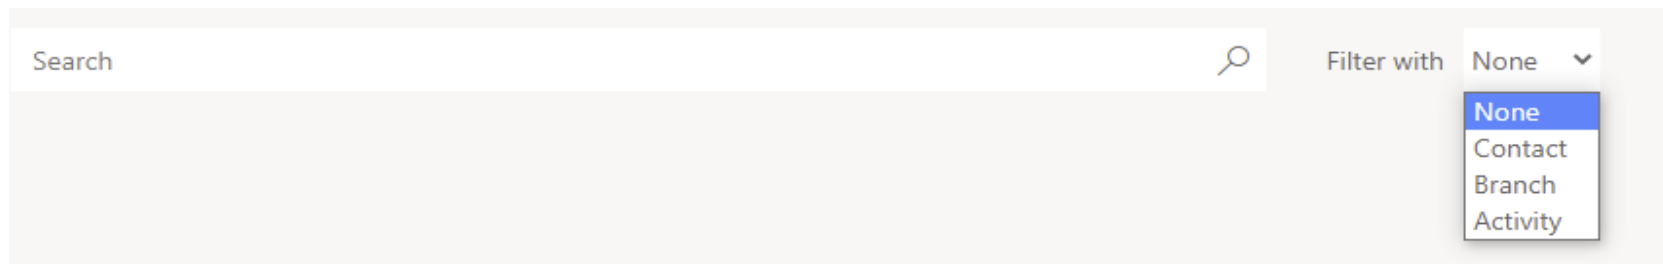 Search Filter with None
None
Contact
Branch
Activity